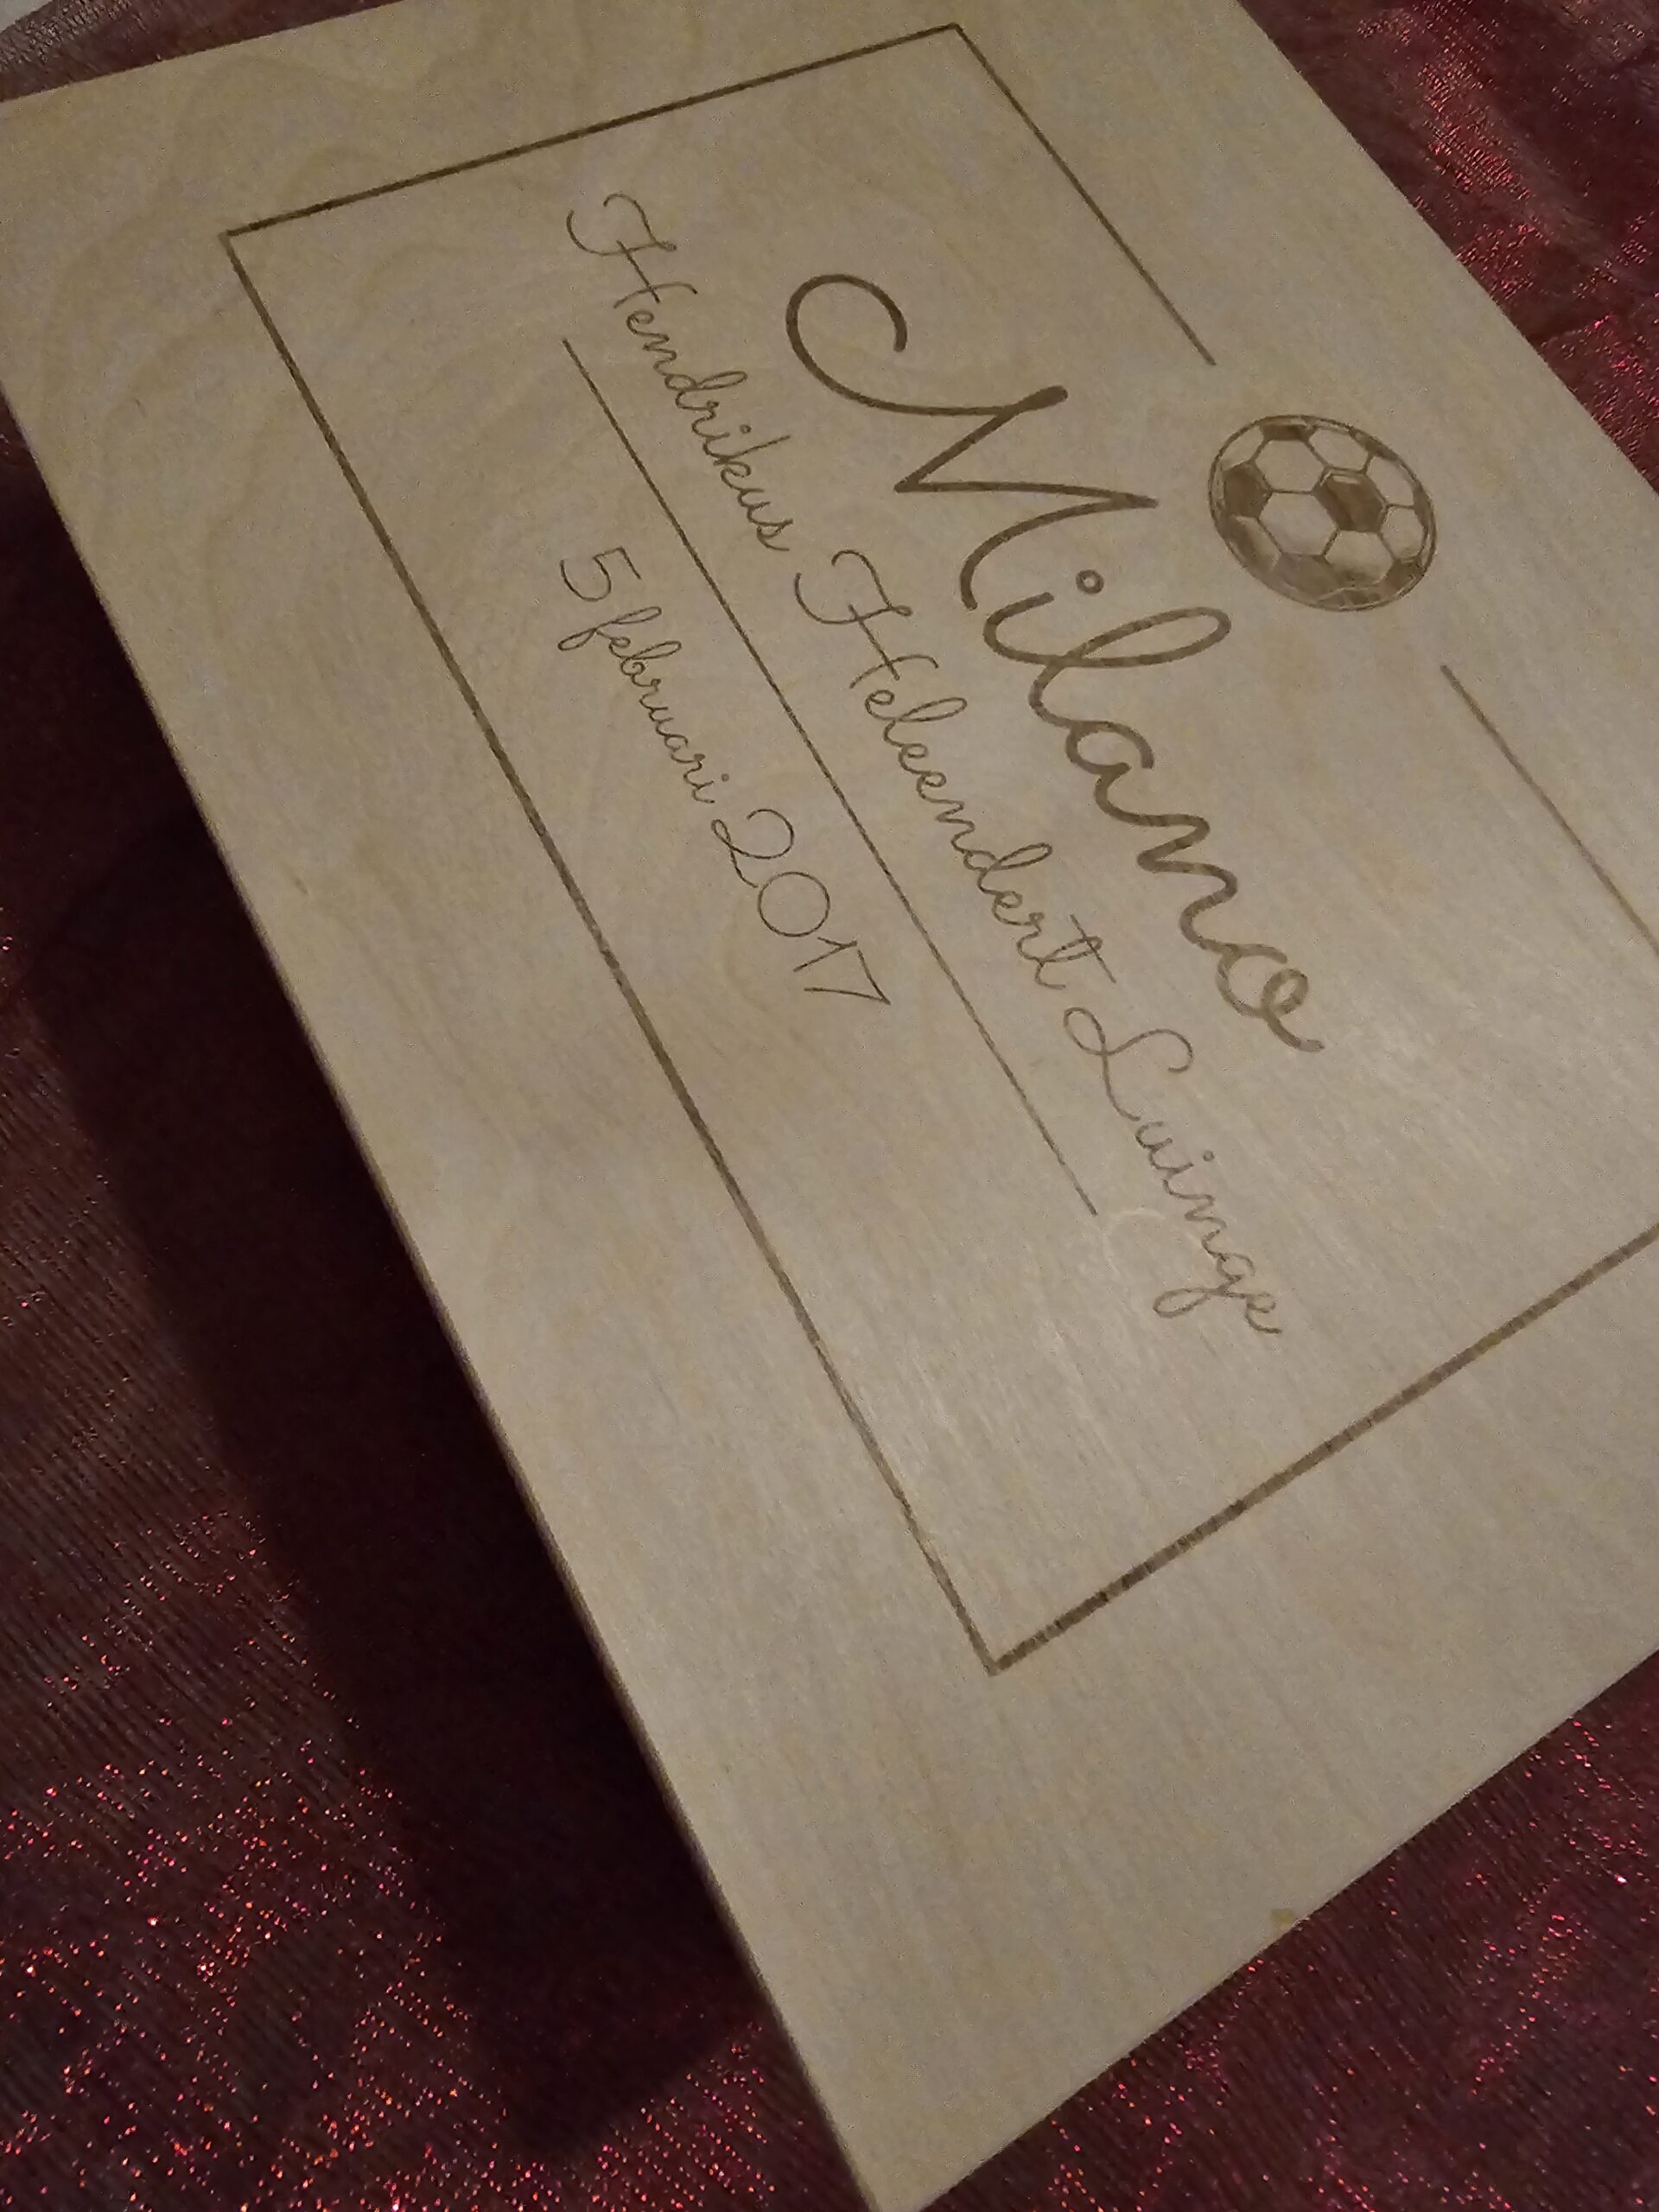 Milano
Hendrikus Heleendert Luinge
5 februari 2017